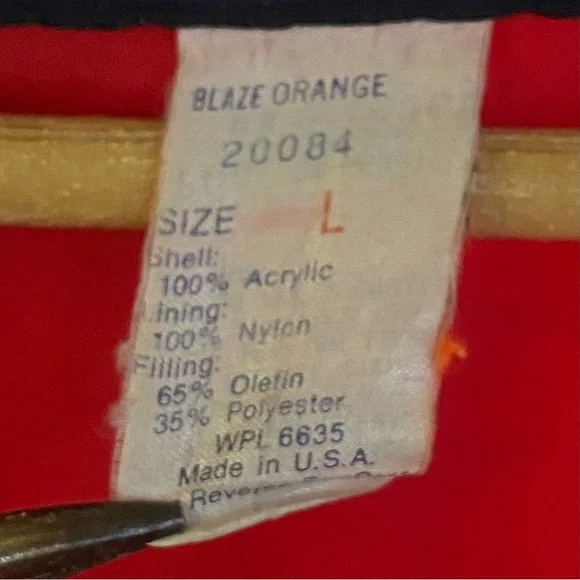 BLAZE ORANGE
20084
SIZE L
Shell:
100% Acrylic
Lining:
100% Nylon
Filling:
65% Olefin
35% Polyester
WPL 6635
Made in U.S.A.